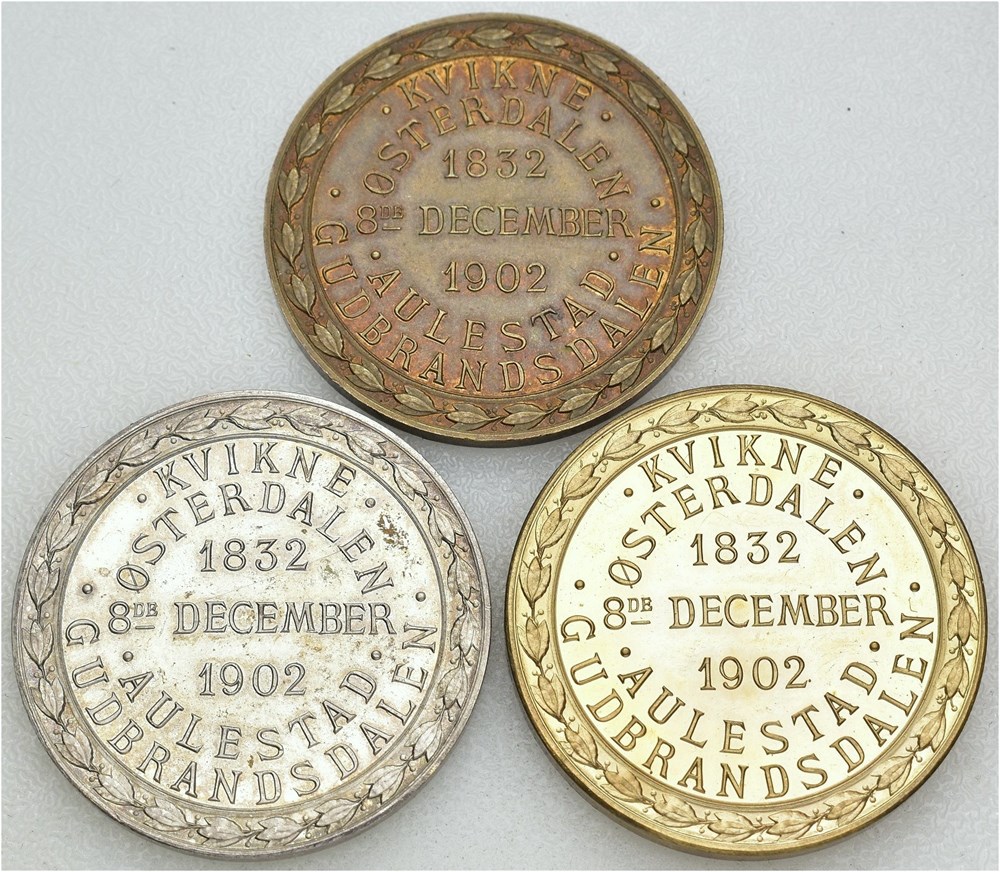 KVIKNE
ØSTERDALEN
1832
8DE DECEMBER
1902
AULESTAD
GUDBRANDSDALEN
KVIKNE
ØSTERDALEN
1832
8DE DECEMBER
1902
AULESTAD
GUDBRANDSDALEN
KVIKNE
ØSTERDALEN
1832
8DE DECEMBER
1902
AULESTAD
GUDBRANDSDALEN